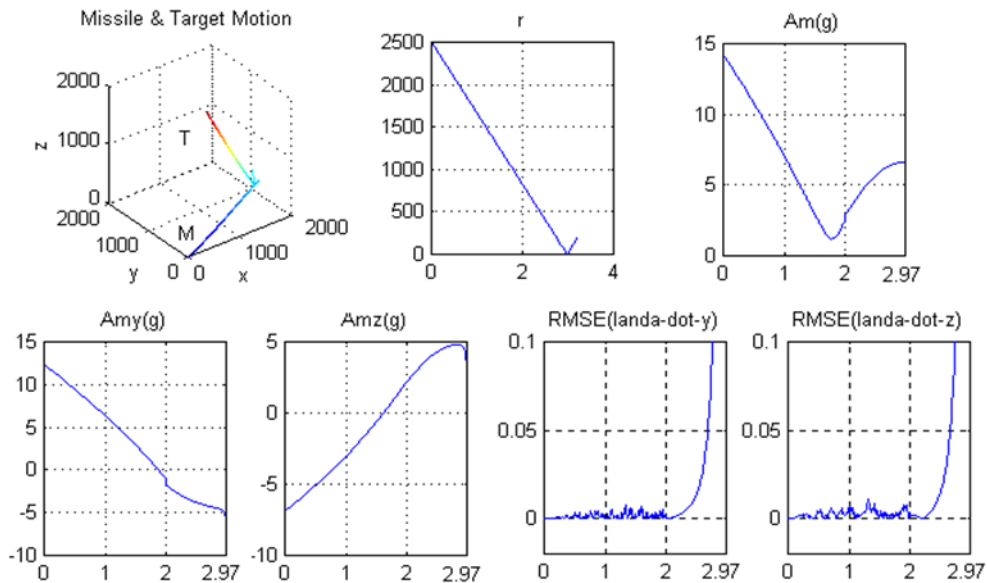 Missile & Target Motion
2000
1000
0
z
T
M
2000
1000
0
y
0
1000
2000
x
r
2500
2000
1500
1000
500
0
0 2 4
Am(g)
15
10
5
0
0 1 2 2.97
Amy(g)
15
10
5
0
-5
-10
0 1 2 2.97
Amz(g)
5
0
-5
-10
0 1 2 2.97
RMSE(landa-dot-y)
0.1
0.05
0
0 1 2 2.97
RMSE(landa-dot-z)
0.1
0.05
0
0 1 2 2.97